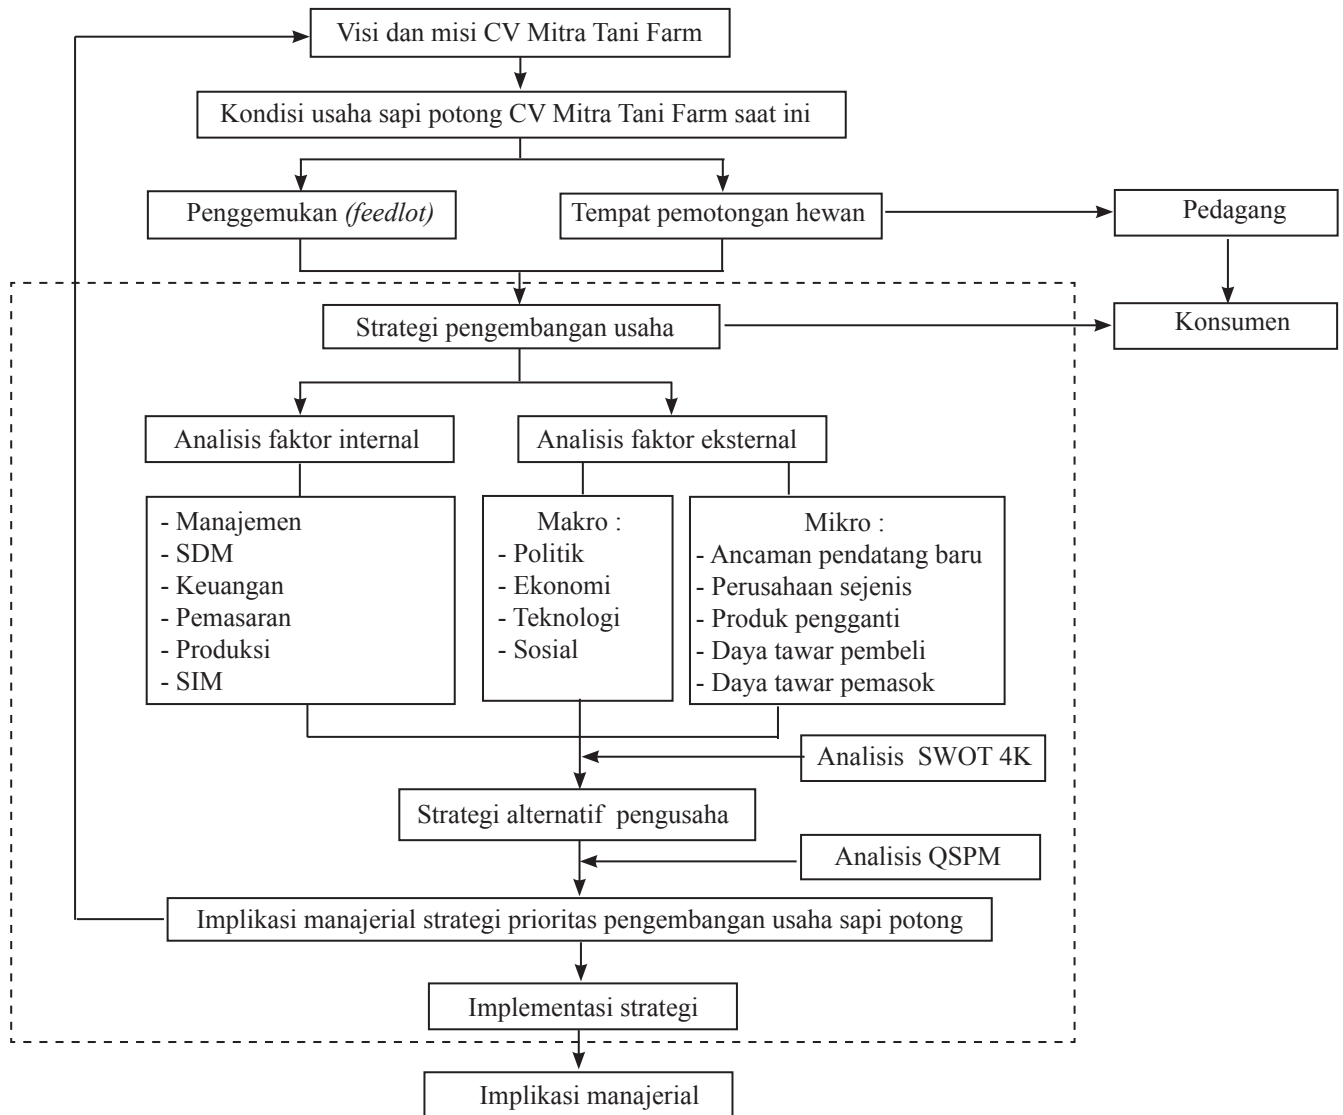 Visi dan misi CV Mitra Tani Farm
Kondisi usaha sapi potong CV Mitra Tani Farm saat ini
Penggemukan (feedlot)
Tempat pemotongan hewan
Pedagang
Strategi pengembangan usaha
Konsumen
Analisis faktor internal
Analisis faktor eksternal
- Manajemen
- SDM
- Keuangan
- Pemasaran
- Produksi
- SIM
Makro :
- Politik
- Ekonomi
- Teknologi
- Sosial
Mikro :
- Ancaman pendatang baru
- Perusahaan sejenis
- Produk pengganti
- Daya tawar pembeli
- Daya tawar pemasok
Analisis SWOT 4K
Strategi alternatif pengusaha
Analisis QSPM
Implikasi manajerial strategi prioritas pengembangan usaha sapi potong
Implementasi strategi
Implikasi manajerial